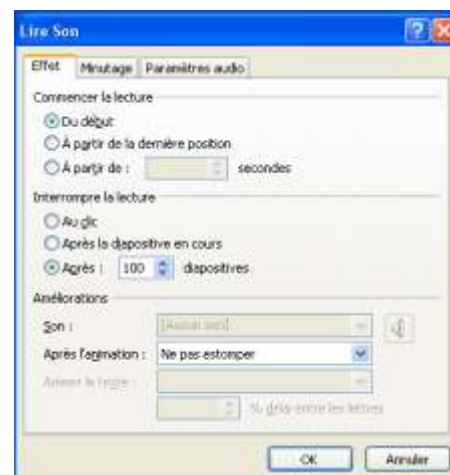 Lire Son
Effet Minutage Paramètres audio
Commencer la lecture
Du début
À partir de la dernière position
À partir de : secondes
Interrompre la lecture
Au clic
Après la diapositive en cours
Après : 100 diapositives
Améliorations
Son : [Aucun son]
Après l'animation : Ne pas estomper
Animer le texte :
% délai entre les lettres
OK Annuler